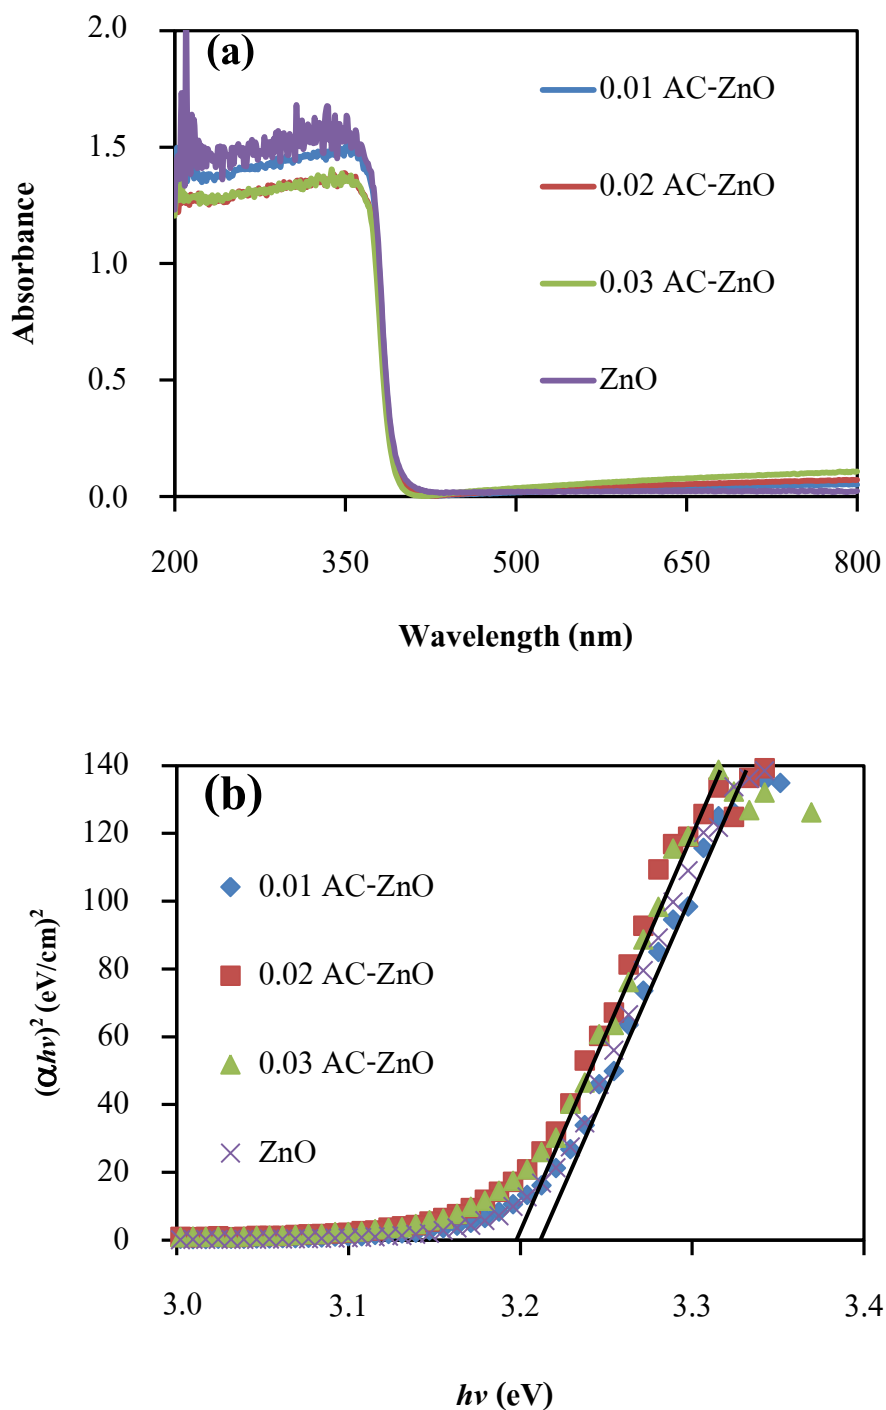 (a)
2.0
1.5
1.0
0.5
0.0
Absorbance
0.01 AC-ZnO
0.02 AC-ZnO
0.03 AC-ZnO
ZnO
200 350 500 650 800
Wavelength (nm)
(b)
140
120
100
80
60
40
20
0
(αhν)² (eV/cm)²
0.01 AC-ZnO
0.02 AC-ZnO
0.03 AC-ZnO
ZnO
3.0 3.1 3.2 3.3 3.4
hν (eV)